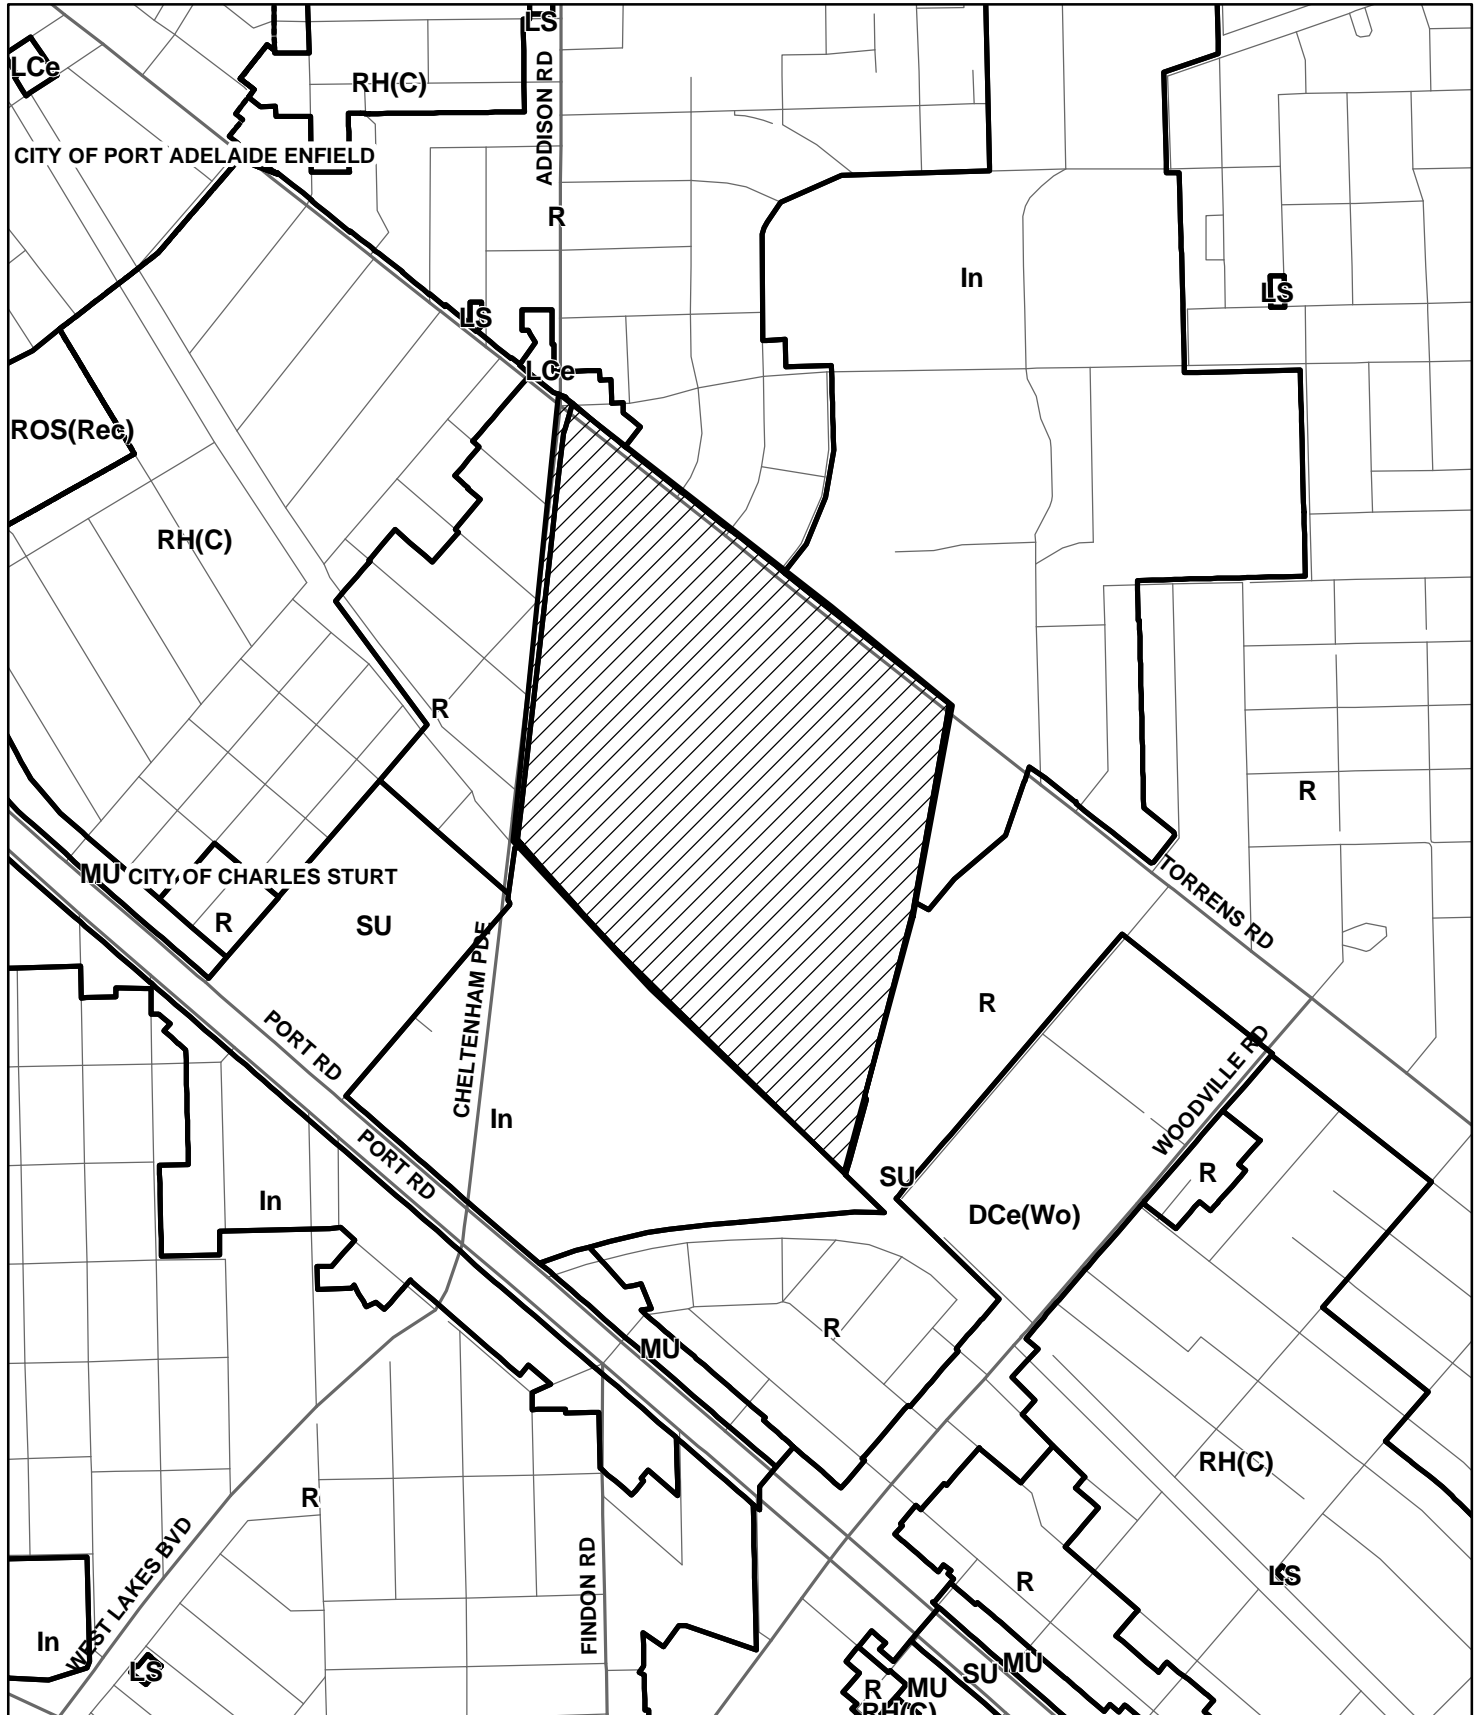 LS
LCe
RH(C)
ADDISON RD
CITY OF PORT ADELAIDE ENFIELD
R
In
LS
LS
LCe
ROS(Rec)
RH(C)
R
R
TORRENS RD
MU
CITY OF CHARLES STURT
R
SU
CHELTENHAM PDE
R
PORT RD
WOODVILLE RD
In
PORT RD
R
SU
In
DCe(Wo)
R
MU
RH(C)
R
WEST LAKES BVD
FINDON RD
LS
R
In
LS
MU
SU
R
MU
RH(C)